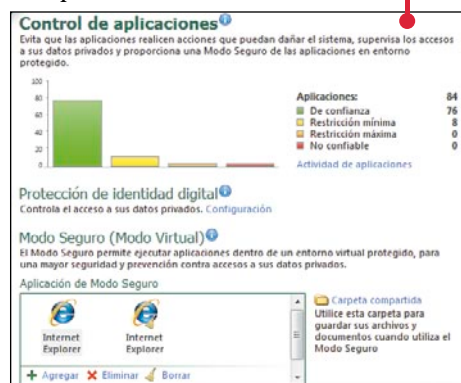 Control de aplicaciones
Evita que las aplicaciones realicen acciones que puedan dañar el sistema, supervisa los accesos
a sus datos privados y proporciona una Modo Seguro de las aplicaciones en entorno
protegido.
100
80
60
40
20
0
Aplicaciones: 84
De confianza 76
Restricción mínima 8
Restricción máxima 0
No confiable 0
Actividad de aplicaciones
Protección de identidad digital
Controla el acceso a sus datos privados. Configuración
Modo Seguro (Modo Virtual)
El Modo Seguro permite ejecutar aplicaciones dentro de un entorno virtual protegido, para
una mayor seguridad y prevención contra accesos a sus datos privados.
Aplicación de Modo Seguro
Internet
Explorer
Internet
Explorer
Agregar Eliminar Borrar
Carpeta compartida
Utilice esta carpeta para
guardar sus archivos y
documentos cuando utiliza el
Modo Seguro